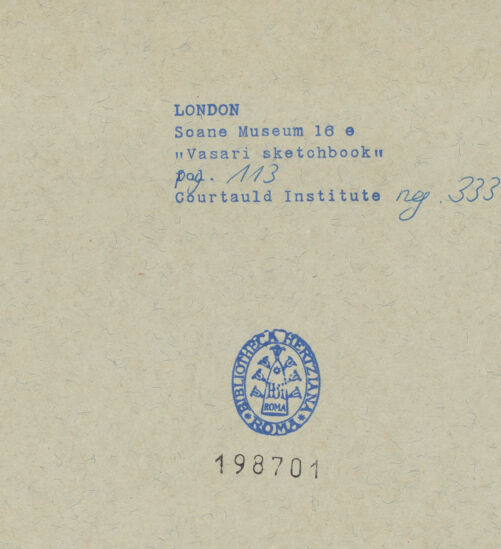 LONDON
Soane Museum 16 e
"Vasari sketchbook"
pag. 113
Courtauld Institute neg. 333
BIBLIOTHECA HERTZIANA
ROMA
ROMA
198701